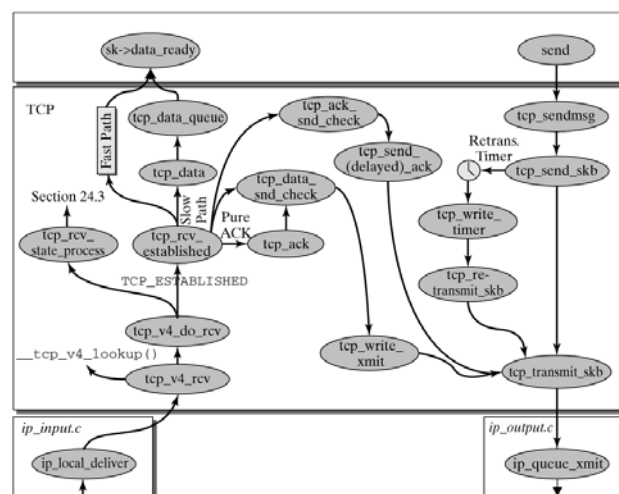 sk->data_ready
send
TCP
Fast Path
tcp_data_queue
tcp_ack_
snd_check
tcp_sendmsg
tcp_send_
(delayed)_ack
Retrans.
Timer
tcp_send_skb
tcp_data
Slow
Path
tcp_data_
snd_check
Section 24.3
tcp_rcv_
state_process
tcp_rcv_
established
Pure
ACK
tcp_ack
tcp_write_
timer
TCP_ESTABLISHED
tcp_re-
transmit_skb
tcp_v4_do_rcv
__tcp_v4_lookup()
tcp_write_
xmit
tcp_v4_rcv
tcp_transmit_skb
ip_input.c
ip_output.c
ip_local_deliver
ip_queue_xmit